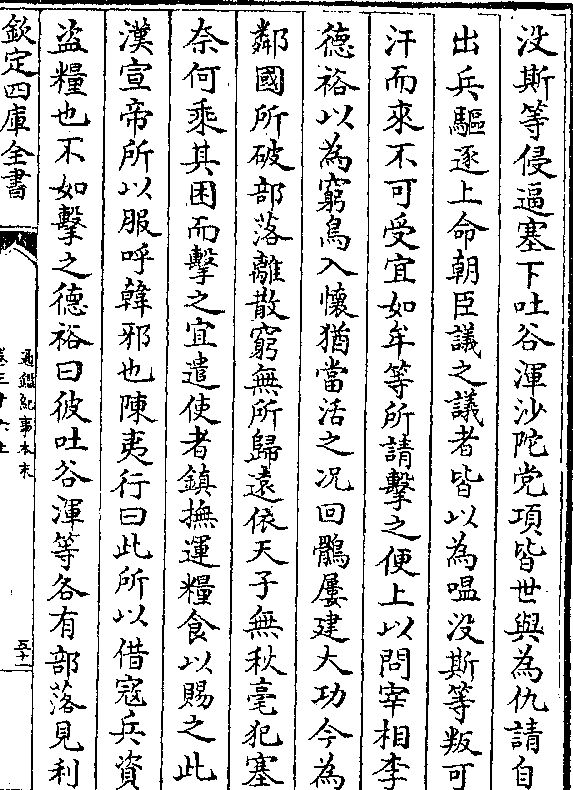 没斯等侵逼塞下吐谷渾沙陀党項皆世與為仇請自
出兵驅逐上命朝臣議之議者皆以為嗢没斯等叛可
汗而來不可受宜如牟等所請擊之便上以問宰相李
德裕以為窮鳥入懷猶當活之况回鶻屢建大功今為
鄰國所破部落離散窮無所歸遠依天子無秋毫犯塞
奈何乘其困而擊之宜遣使者鎮撫運糧食以賜之此
漢宣帝所以服呼韓邪也陳夷行曰此所以借寇兵資
盗糧也不如擊之德裕曰彼吐谷渾等各有部落見利
欽定四庫全書
通鑑紀事本末
五十二